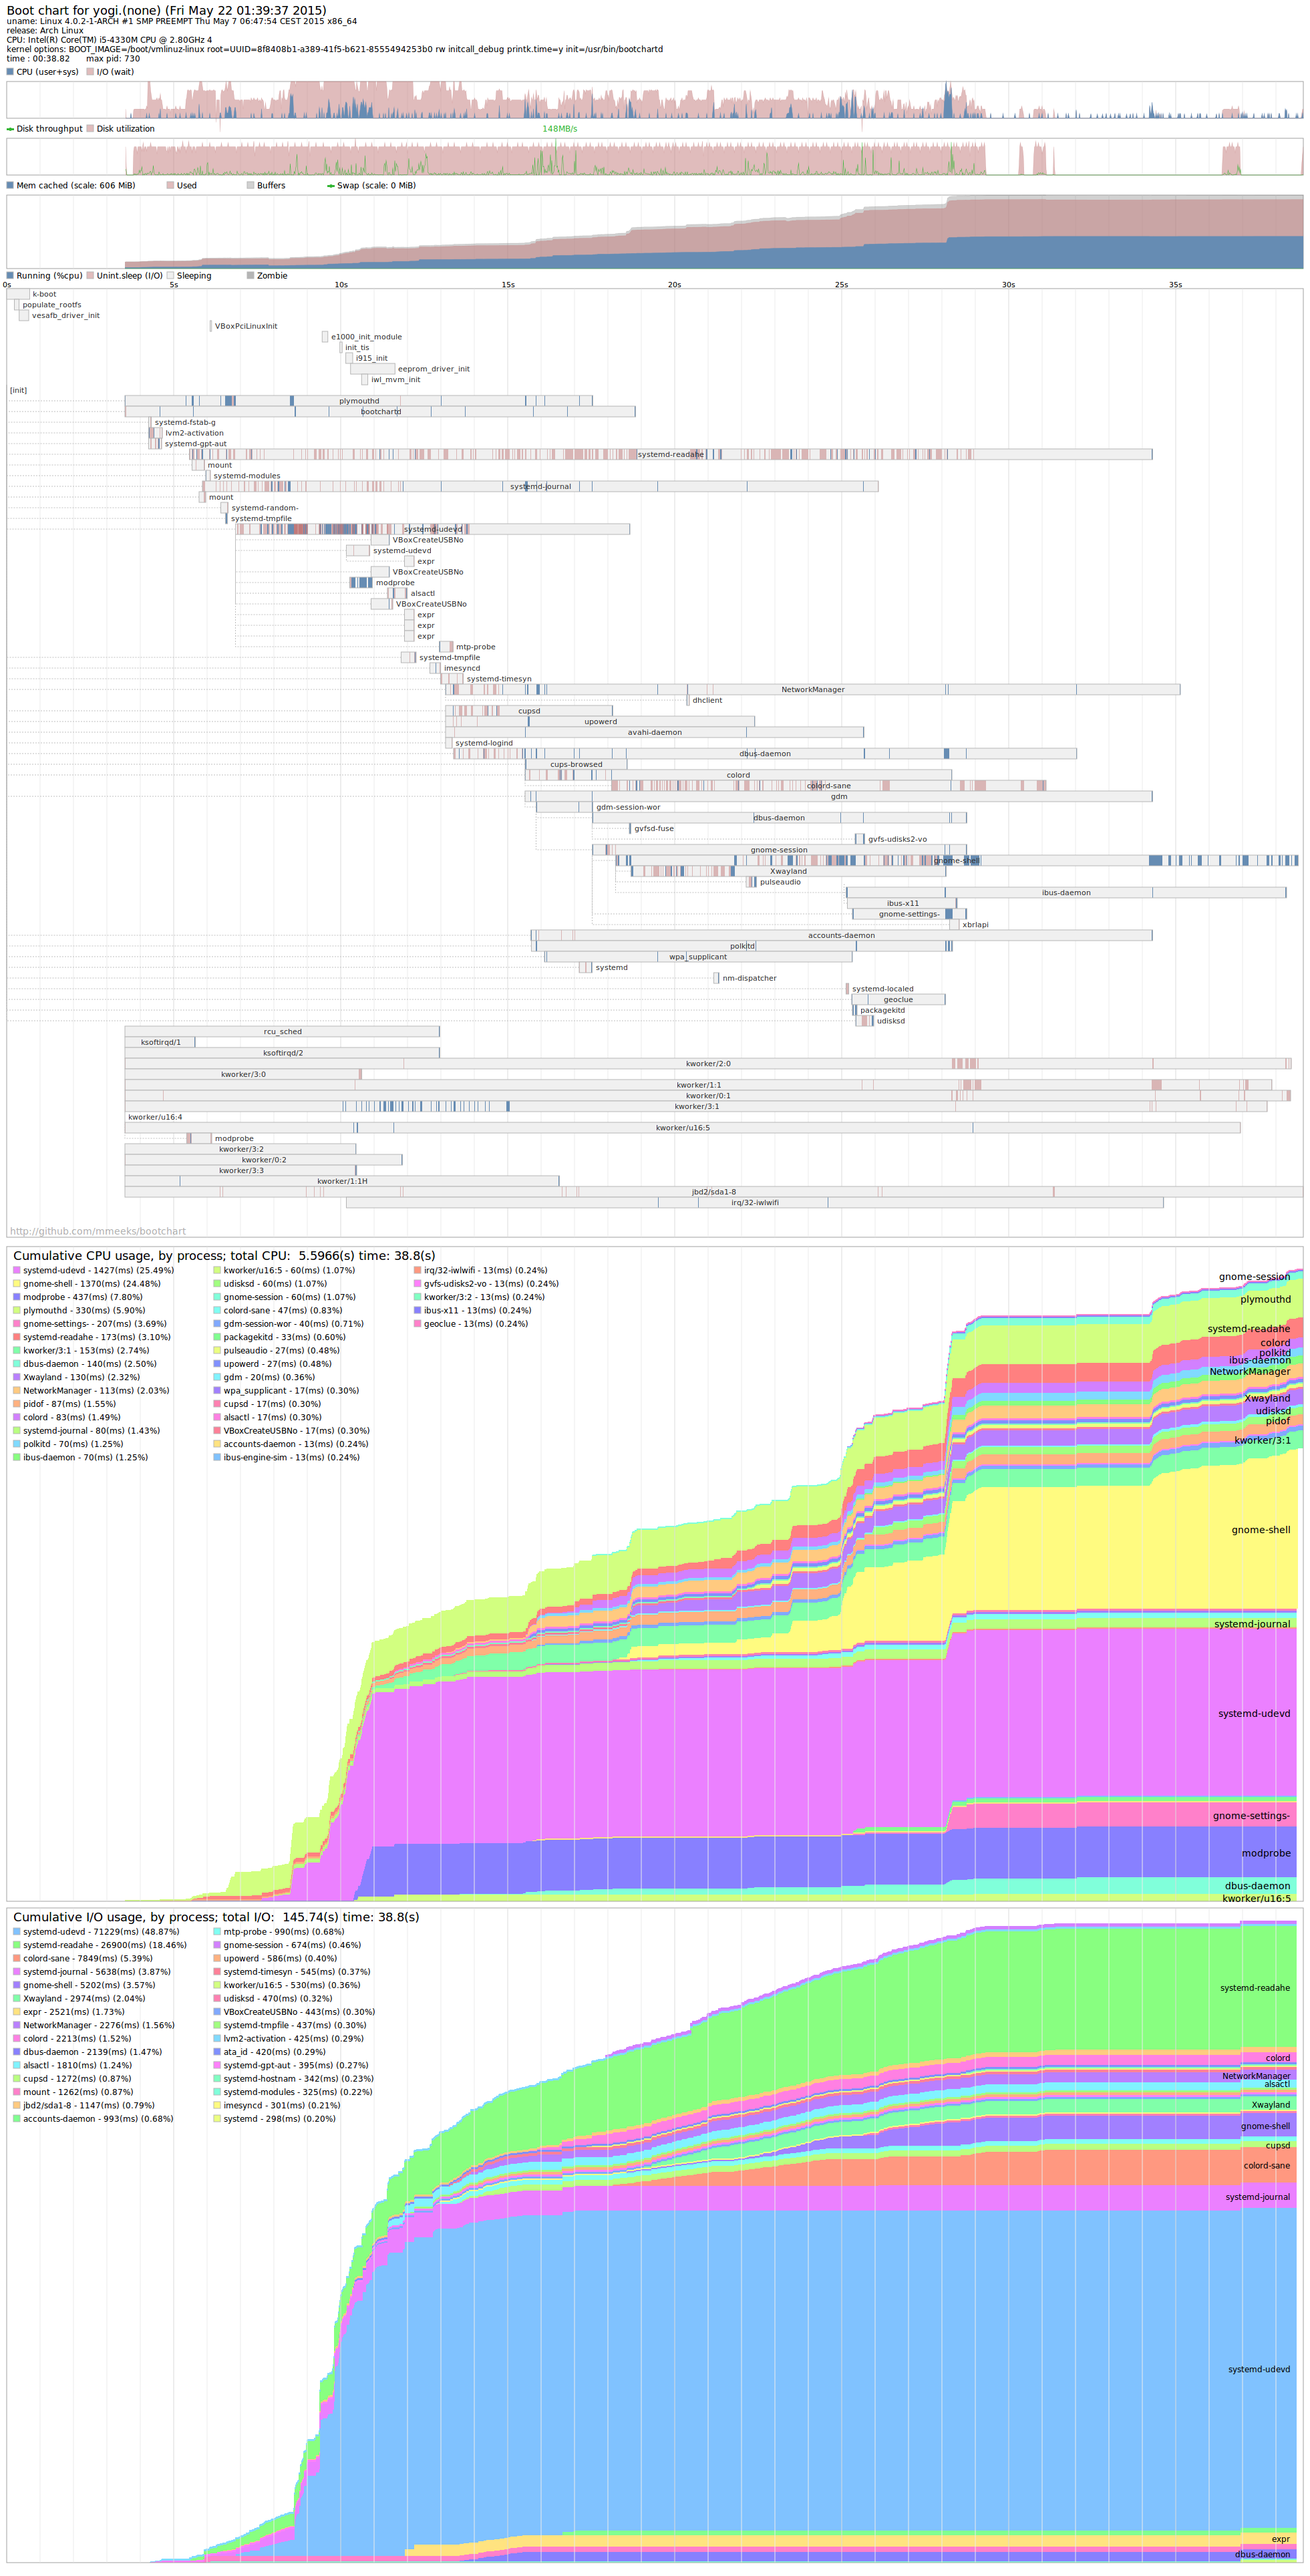 Boot chart for yogi.(none) (Fri May 22 01:39:37 2015)
uname: Linux 4.0.2-1-ARCH #1 SMP PREEMPT Thu May 7 06:47:54 CEST 2015 x86_64
release: Arch Linux
CPU: Intel(R) Core(TM) i5-4330M CPU @ 2.80GHz 4
kernel options: BOOT_IMAGE=/boot/vmlinuz-linux root=UUID=8f8408b1-a389-41f5-b621-8555494253b0 rw initcall_debug printk.time=y init=/usr/bin/bootchartd
time : 00:38.82 max pid: 730
CPU (user+sys) I/O (wait)
Disk throughput Disk utilization 148MB/s
Mem cached (scale: 606 MiB) Used Buffers Swap (scale: 0 MiB)
Running (%cpu) Unint.sleep (I/O) Sleeping Zombie
0s 5s 10s 15s 20s 25s 30s 35s
k-boot
populate_rootfs
vesafb_driver_init
VBoxPciLinuxInit
e1000_init_module
init_tis
i915_init
eeprom_driver_init
iwl_mvm_init
[init]
plymouthd
bootchartd
systemd-fstab-g
lvm2-activation
systemd-gpt-aut
systemd-readahe
mount
systemd-modules
systemd-journal
mount
systemd-random-
systemd-tmpfile
systemd-udevd
VBoxCreateUSBNo
systemd-udevd
expr
VBoxCreateUSBNo
modprobe
alsactl
VBoxCreateUSBNo
expr
expr
expr
mtp-probe
systemd-tmpfile
imesyncd
systemd-timesyn
NetworkManager
dhclient
cupsd
upowerd
avahi-daemon
systemd-logind
dbus-daemon
cups-browsed
colord
colord-sane
gdm
gdm-session-wor
dbus-daemon
gvfsd-fuse
gvfs-udisks2-vo
gnome-session
gnome-shell
Xwayland
pulseaudio
ibus-daemon
ibus-x11
gnome-settings-
xbrlapi
accounts-daemon
polkitd
wpa_supplicant
systemd
nm-dispatcher
systemd-localed
geoclue
packagekitd
udisksd
rcu_sched
ksoftirqd/1
ksoftirqd/2
kworker/2:0
kworker/3:0
kworker/1:1
kworker/0:1
kworker/3:1
kworker/u16:4
kworker/u16:5
modprobe
kworker/3:2
kworker/0:2
kworker/3:3
kworker/1:1H
jbd2/sda1-8
irq/32-iwlwifi
http://github.com/mmeeks/bootchart
Cumulative CPU usage, by process; total CPU: 5.5966(s) time: 38.8(s)
systemd-udevd - 1427(ms) (25.49%) kworker/u16:5 - 60(ms) (1.07%) irq/32-iwlwifi - 13(ms) (0.24%)
gnome-shell - 1370(ms) (24.48%) udisksd - 60(ms) (1.07%) gvfs-udisks2-vo - 13(ms) (0.24%)
modprobe - 437(ms) (7.80%) gnome-session - 60(ms) (1.07%) kworker/3:2 - 13(ms) (0.24%)
plymouthd - 330(ms) (5.90%) colord-sane - 47(ms) (0.83%) ibus-x11 - 13(ms) (0.24%)
gnome-settings- - 207(ms) (3.69%) gdm-session-wor - 40(ms) (0.71%) geoclue - 13(ms) (0.24%)
systemd-readahe - 173(ms) (3.10%) packagekitd - 33(ms) (0.60%)
kworker/3:1 - 153(ms) (2.74%) pulseaudio - 27(ms) (0.48%)
dbus-daemon - 140(ms) (2.50%) upowerd - 27(ms) (0.48%)
Xwayland - 130(ms) (2.32%) gdm - 20(ms) (0.36%)
NetworkManager - 113(ms) (2.03%) wpa_supplicant - 17(ms) (0.30%)
pidof - 87(ms) (1.55%) cupsd - 17(ms) (0.30%)
colord - 83(ms) (1.49%) alsactl - 17(ms) (0.30%)
systemd-journal - 80(ms) (1.43%) VBoxCreateUSBNo - 17(ms) (0.30%)
polkitd - 70(ms) (1.25%) accounts-daemon - 13(ms) (0.24%)
ibus-daemon - 70(ms) (1.25%) ibus-engine-sim - 13(ms) (0.24%)
gnome-session
plymouthd
systemd-readahe
colord
polkitd
ibus-daemon
NetworkManager
Xwayland
udisksd
pidof
kworker/3:1
gnome-shell
systemd-journal
systemd-udevd
gnome-settings-
modprobe
dbus-daemon
kworker/u16:5
Cumulative I/O usage, by process; total I/O: 145.74(s) time: 38.8(s)
systemd-udevd - 71229(ms) (48.87%) mtp-probe - 990(ms) (0.68%)
systemd-readahe - 26900(ms) (18.46%) gnome-session - 674(ms) (0.46%)
colord-sane - 7849(ms) (5.39%) upowerd - 586(ms) (0.40%)
systemd-journal - 5638(ms) (3.87%) systemd-timesyn - 545(ms) (0.37%)
gnome-shell - 5202(ms) (3.57%) kworker/u16:5 - 530(ms) (0.36%)
Xwayland - 2974(ms) (2.04%) udisksd - 470(ms) (0.32%)
expr - 2521(ms) (1.73%) VBoxCreateUSBNo - 443(ms) (0.30%)
NetworkManager - 2276(ms) (1.56%) systemd-tmpfile - 437(ms) (0.30%)
colord - 2213(ms) (1.52%) lvm2-activation - 425(ms) (0.29%)
dbus-daemon - 2139(ms) (1.47%) ata_id - 420(ms) (0.29%)
alsactl - 1810(ms) (1.24%) systemd-gpt-aut - 395(ms) (0.27%)
cupsd - 1272(ms) (0.87%) systemd-hostnam - 342(ms) (0.23%)
mount - 1262(ms) (0.87%) systemd-modules - 325(ms) (0.22%)
jbd2/sda1-8 - 1147(ms) (0.79%) imesyncd - 301(ms) (0.21%)
accounts-daemon - 993(ms) (0.68%) systemd - 298(ms) (0.20%)
systemd-readahe
colord
NetworkManager
alsactl
Xwayland
gnome-shell
cupsd
colord-sane
systemd-journal
systemd-udevd
expr
dbus-daemon